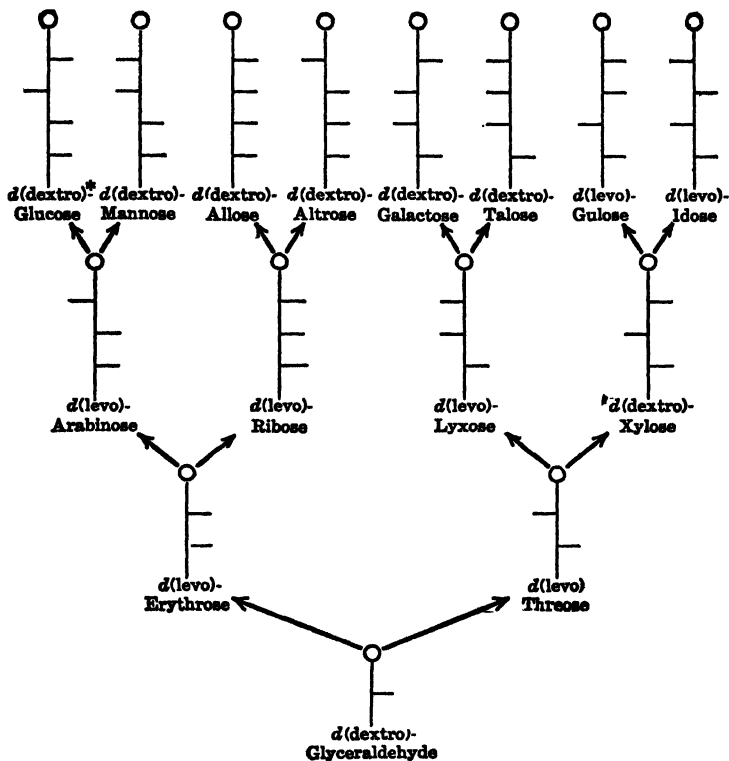 d(dextro)-* d(dextro)- d(dextro)- d(dextro)- d(dextro)- d(dextro)- d(levo)- d(levo)-
Glucose Mannose Allose Altrose Galactose Talose Gulose Idose
d(levo)- d(levo)- d(levo)- d(dextro)-
Arabinose Ribose Lyxose Xylose
d(levo)- d(levo)
Erythrose Threose
d(dextro)-
Glyceraldehyde